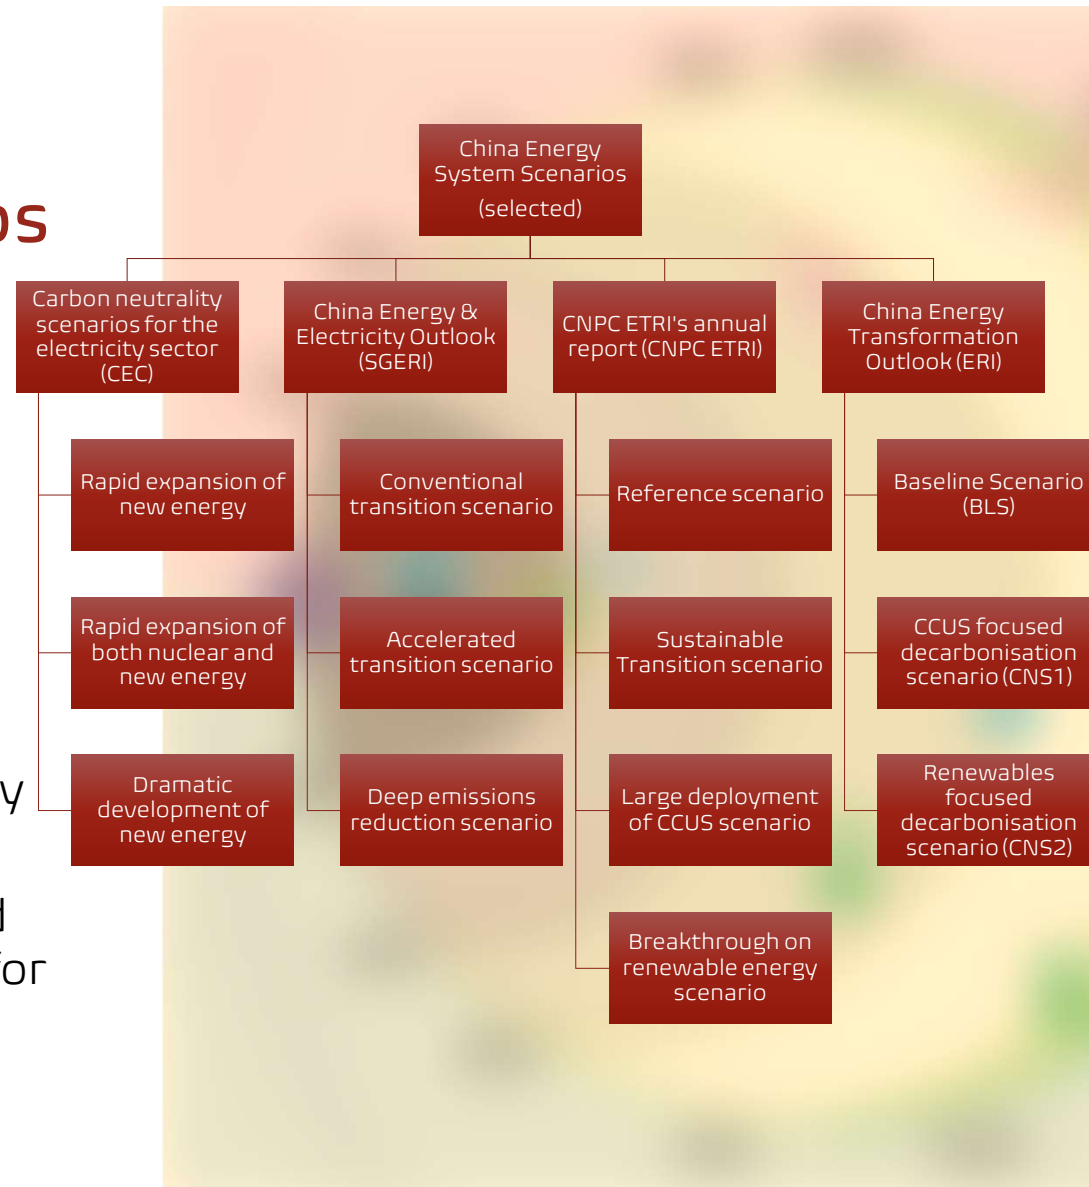 China Energy
System Scenarios
(selected)
os
Carbon neutrality
scenarios for the
electricity sector
(CEC)
China Energy &
Electricity Outlook
(SGERI)
CNPC ETRI's annual
report (CNPC ETRI)
China Energy
Transformation
Outlook (ERI)
Rapid expansion of
new energy
Conventional
transition scenario
Reference scenario
Baseline Scenario
(BLS)
Rapid expansion of
both nuclear and
new energy
Accelerated
transition scenario
Sustainable
Transition scenario
CCUS focused
decarbonisation
scenario (CNS1)
y
Dramatic
development of
new energy
Deep emissions
reduction scenario
Large deployment
of CCUS scenario
Renewables
focused
decarbonisation
scenario (CNS2)
d
for
Breakthrough on
renewable energy
scenario